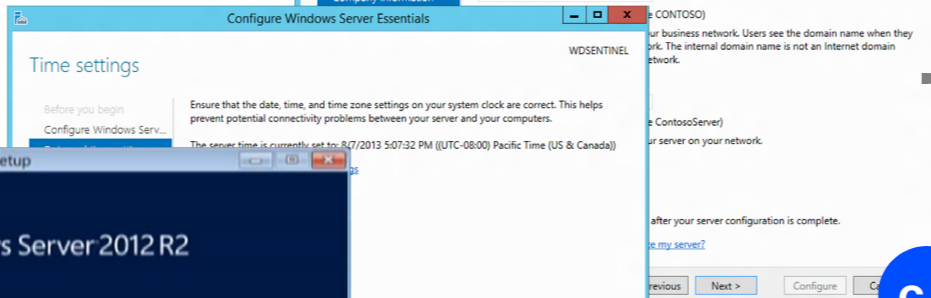 Company Information
Configure Windows Server Essentials
WDSENTINEL
Time settings
Before you begin
Configure Windows Serv...
Ensure that the date, time, and time zone settings on your system clock are correct. This helps
prevent potential connectivity problems between your server and your computers.
The server time is currently set to: 8/7/2013 5:07:32 PM ((UTC-08:00) Pacific Time (US & Canada))
etup
s Server 2012 R2
CONTOSO)
ur business network. Users see the domain name when they
ork. The internal domain name is not an Internet domain
etwork.
ContosoServer)
ur server on your network.
after your server configuration is complete.
e my server?
revious
Next >
Configure